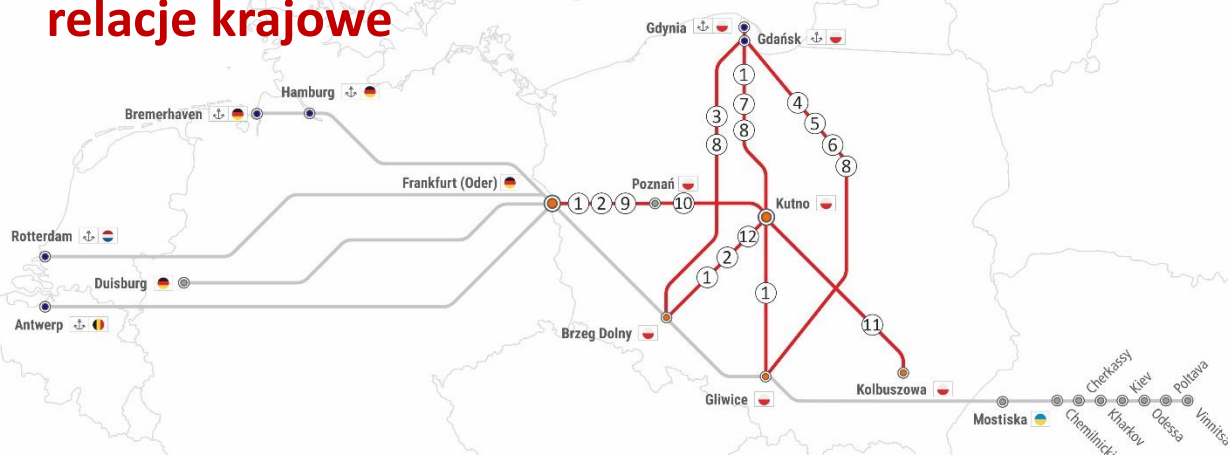 relacje krajowe
Gdynia
Gdańsk
Hamburg
Bremerhaven
1
7
8
3
8
4
5
6
8
Frankfurt (Oder)
Poznań
Kutno
1 2 9 10
Rotterdam
12
2
1
Duisburg
1
Antwerp
Brzeg Dolny
11
Gliwice
Kolbuszowa
Mostiska
Cherkassy
Kiev
Poltava
Kharkov
Odessa
Vinnitsa